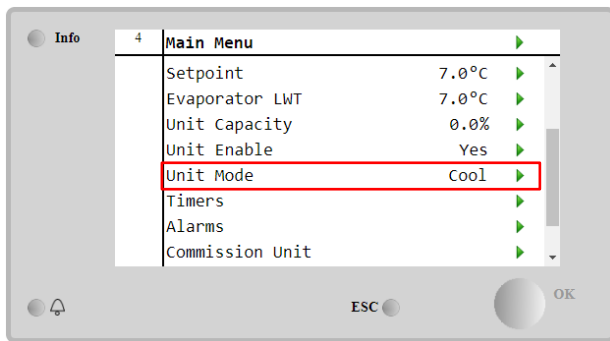 Info
4 Main Menu
Setpoint 7.0°C
Evaporator LWT 7.0°C
Unit Capacity 0.0%
Unit Enable Yes
Unit Mode Cool
Timers
Alarms
Commission Unit
ESC
OK